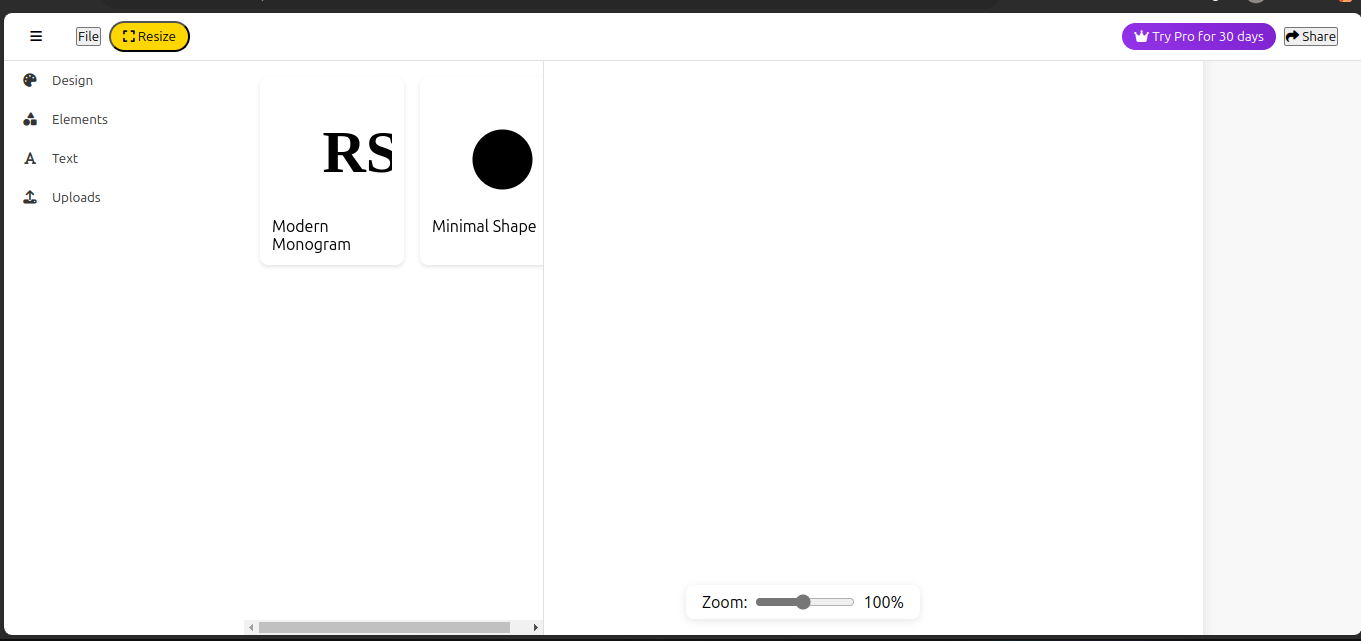 File
Resize
Try Pro for 30 days
Share
Design
Elements
Text
Uploads
RS
Modern
Monogram
Minimal Shape
Zoom:
100%